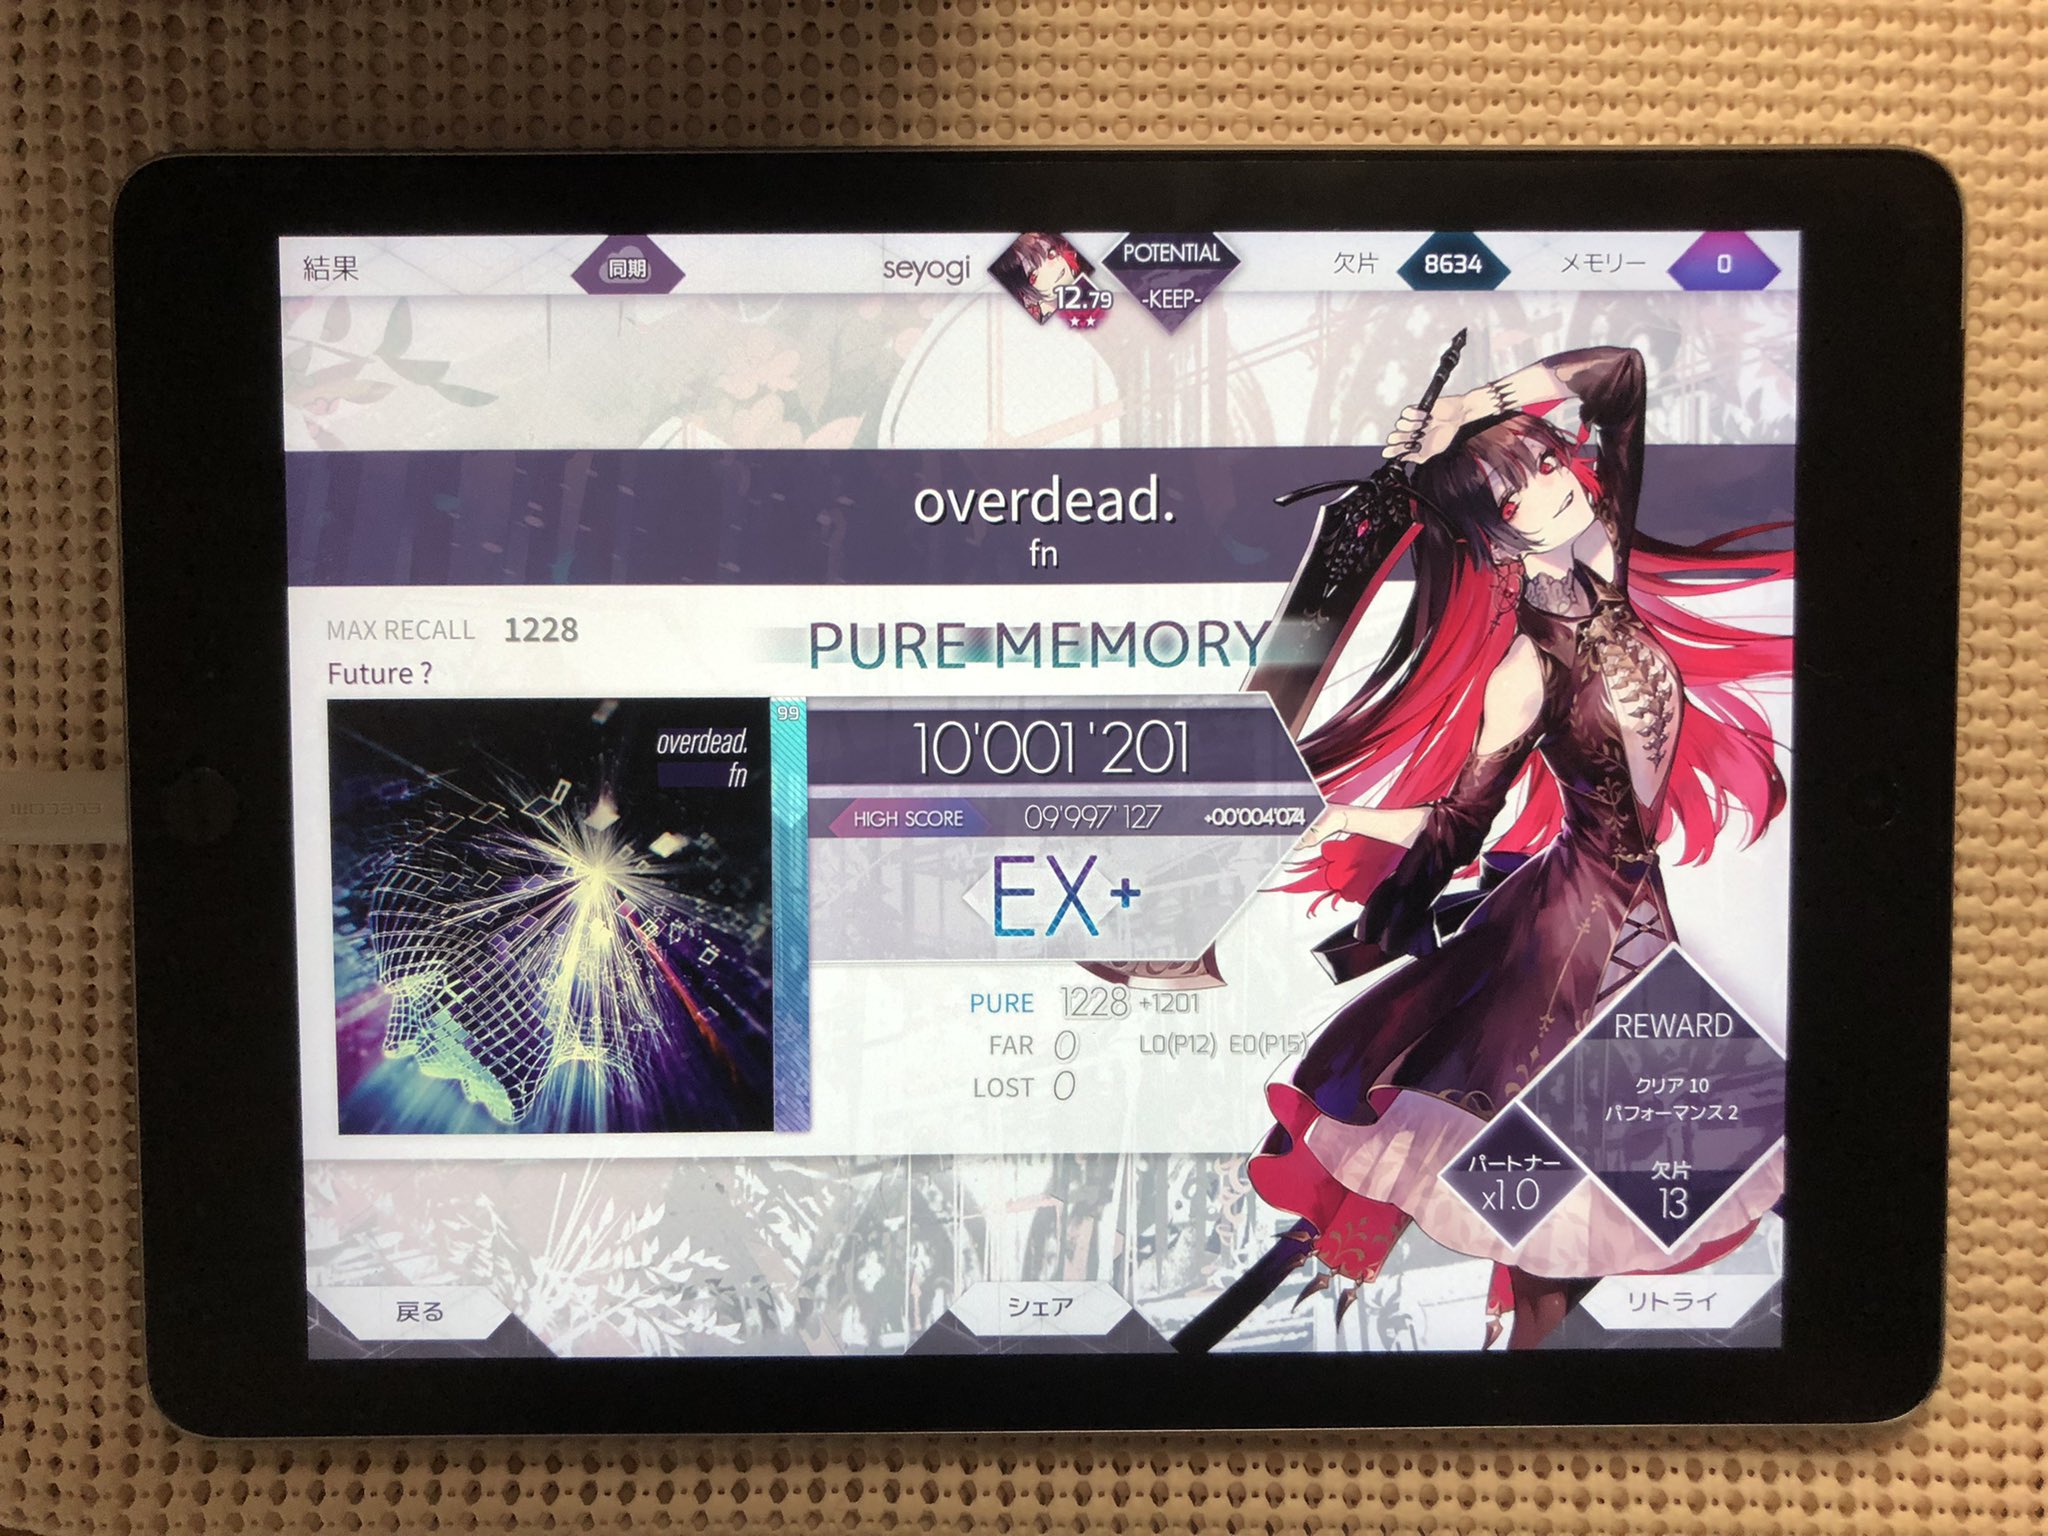 結果
同期
seyogi
12.79
POTENTIAL
-KEEP-
欠片
8634
メモリー
0
overdead.
fn
MAX RECALL 1228
Future ?
PURE MEMORY
overdead.
fn
99
10'001'201
HIGH SCORE 09'997'127 +00'004'074
EX+
PURE 1228 +1201
FAR 0 L0(P12) E0(P15)
LOST 0
REWARD
クリア 10
パフォーマンス 2
パートナー
x1.0
欠片
13
戻る
シェア
リトライ